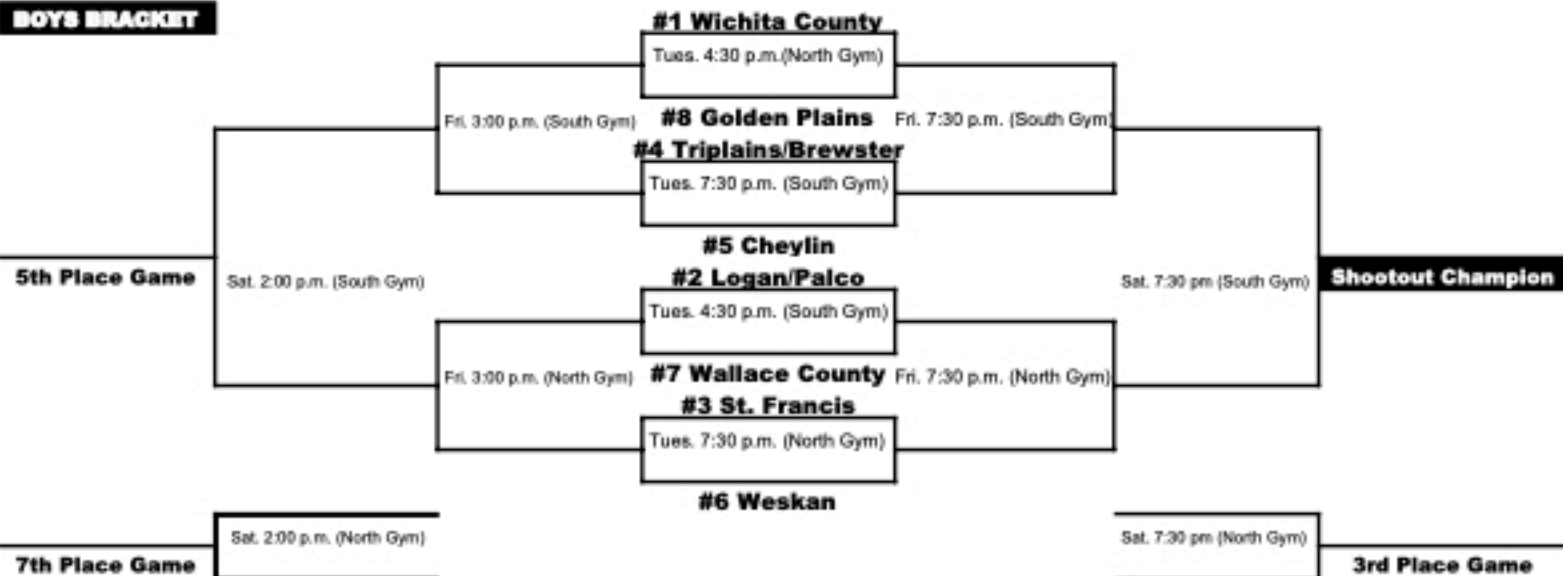 BOYS BRACKET
#1 Wichita County
Tues. 4:30 p.m.(North Gym)
Fri. 3:00 p.m. (South Gym)
#8 Golden Plains
Fri. 7:30 p.m. (South Gym)
#4 Triplains/Brewster
Tues. 7:30 p.m. (South Gym)
#5 Cheylin
5th Place Game
Sat. 2:00 p.m. (South Gym)
#2 Logan/Palco
Sat. 7:30 pm (South Gym)
Shootout Champion
Tues. 4:30 p.m. (South Gym)
Fri. 3:00 p.m. (North Gym)
#7 Wallace County
Fri. 7:30 p.m. (North Gym)
#3 St. Francis
Tues. 7:30 p.m. (North Gym)
#6 Weskan
Sat. 2:00 p.m. (North Gym)
Sat. 7:30 pm (North Gym)
7th Place Game
3rd Place Game